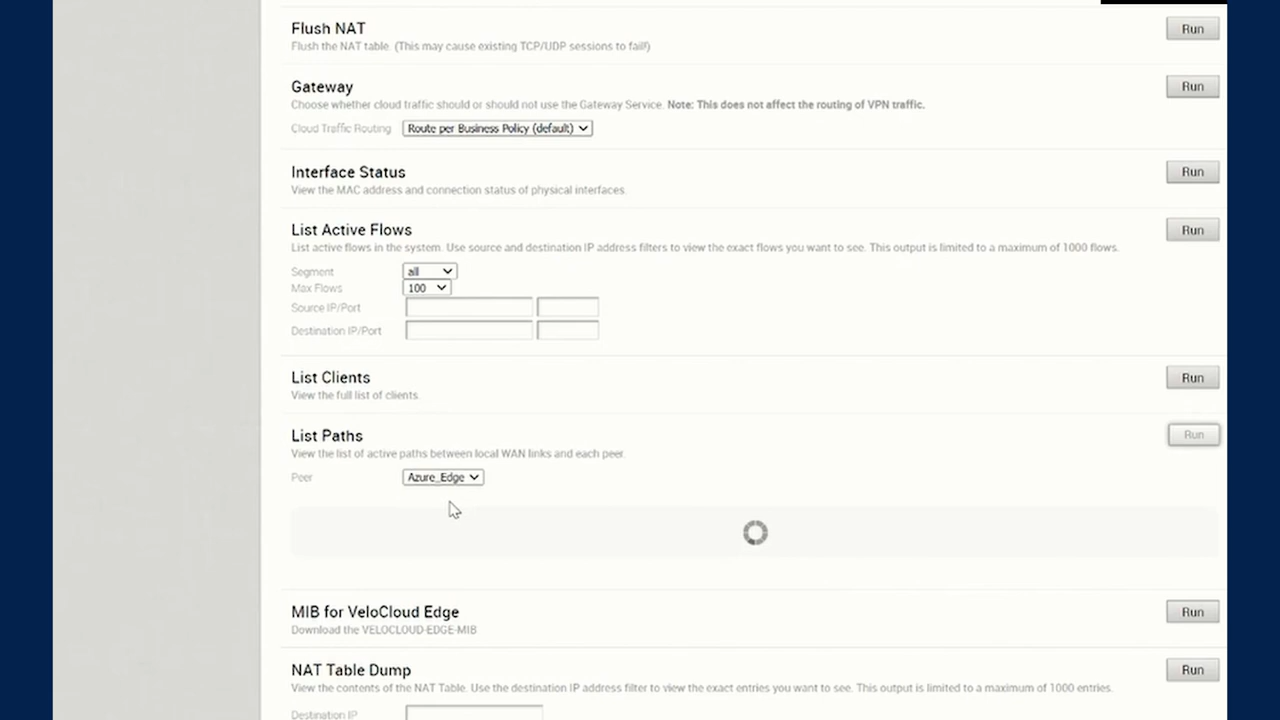 Flush NAT
Run
Flush the NAT table. (This may cause existing TCP/UDP sessions to fail!)
Gateway
Run
Choose whether cloud traffic should or should not use the Gateway Service. Note: This does not affect the routing of VPN traffic.
Cloud Traffic Routing Route per Business Policy (default)
Interface Status
Run
View the MAC address and connection status of physical interfaces.
List Active Flows
Run
List active flows in the system. Use source and destination IP address filters to view the exact flows you want to see. This output is limited to a maximum of 1000 flows.
Segment all
Max Flows 100
Source IP/Port
Destination IP/Port
List Clients
Run
View the full list of clients.
List Paths
Run
View the list of active paths between local WAN links and each peer.
Peer Azure_Edge
MIB for VeloCloud Edge
Run
Download the VELOCLOUD-EDGE-MIB
NAT Table Dump
Run
View the contents of the NAT Table. Use the destination IP address filter to view the exact entries you want to see. This output is limited to a maximum of 1000 entries.
Destination IP